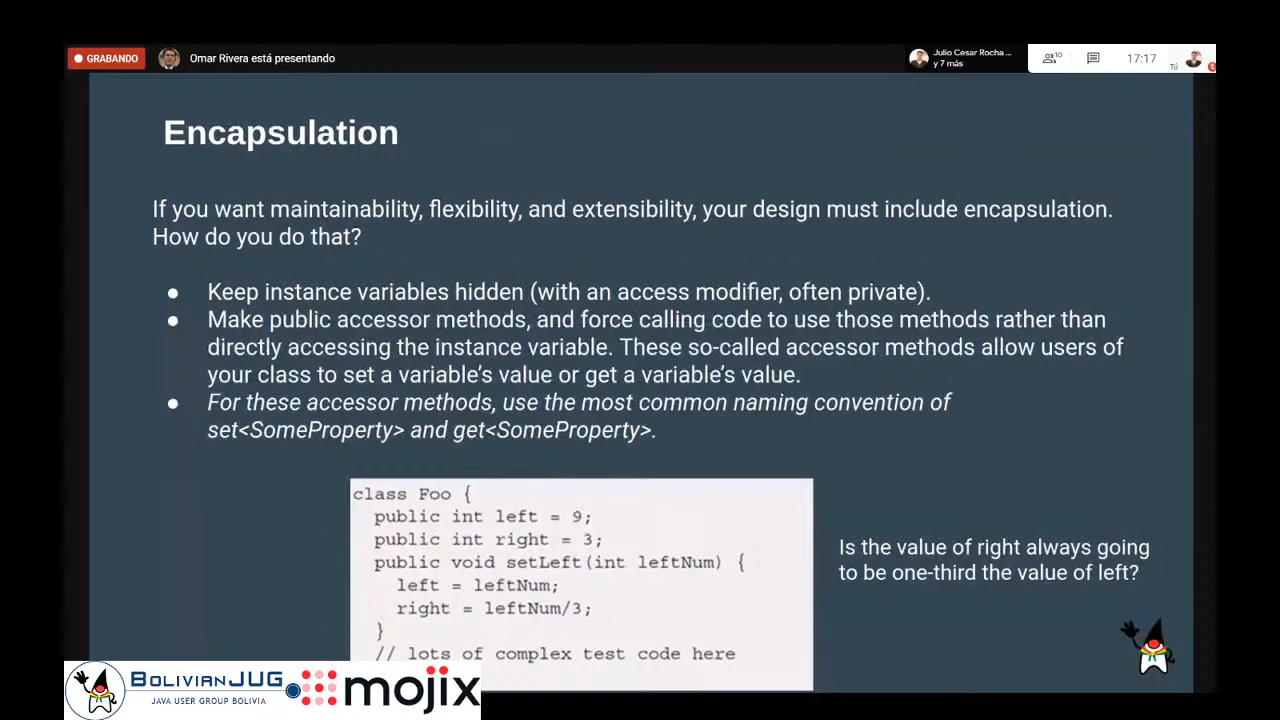 GRABANDO
Omar Rivera está presentando
Julio Cesar Rocha ...
y 7 más
10
17:17
Tú
Encapsulation
If you want maintainability, flexibility, and extensibility, your design must include encapsulation.
How do you do that?
● Keep instance variables hidden (with an access modifier, often private).
● Make public accessor methods, and force calling code to use those methods rather than
directly accessing the instance variable. These so-called accessor methods allow users of
your class to set a variable’s value or get a variable’s value.
● For these accessor methods, use the most common naming convention of
set<SomeProperty> and get<SomeProperty>.
class Foo {
public int left = 9;
public int right = 3;
public void setLeft(int leftNum) {
left = leftNum;
right = leftNum/3;
}
// lots of complex test code here
Is the value of right always going
to be one-third the value of left?
BOLIVIANJUG
JAVA USER GROUP BOLIVIA
mojix